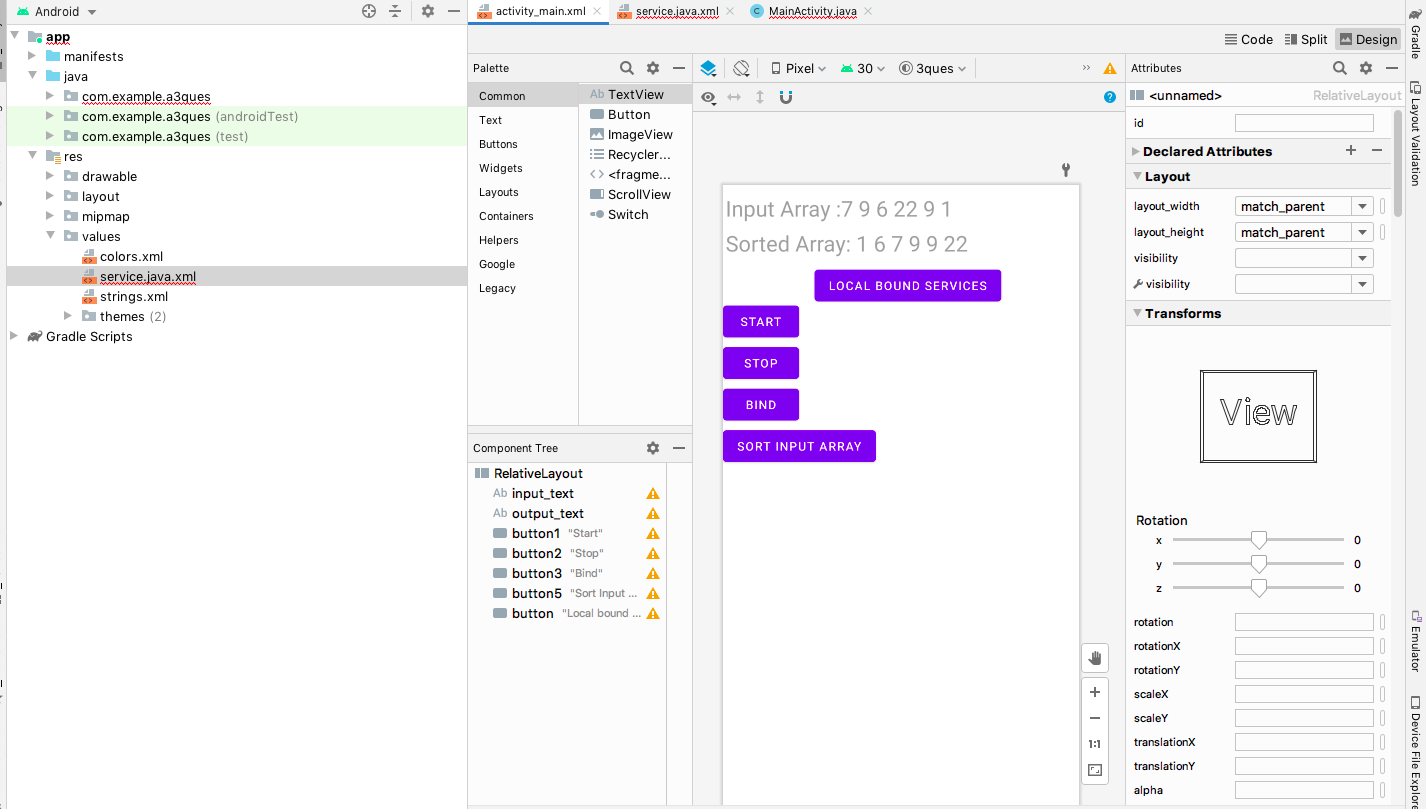 Android
activity_main.xml
service.java.xml
MainActivity.java
app
manifests
java
com.example.a3ques
com.example.a3ques (androidTest)
com.example.a3ques (test)
res
drawable
layout
mipmap
values
colors.xml
service.java.xml
strings.xml
themes (2)
Gradle Scripts
Code
Split
Design
Palette
Common
Text
Buttons
Widgets
Layouts
Containers
Helpers
Google
Legacy
Ab TextView
Button
ImageView
Recycler...
<> <fragme...
ScrollView
Switch
Pixel
30
3ques
?
Input Array :7 9 6 22 9 1
Sorted Array: 1 6 7 9 9 22
LOCAL BOUND SERVICES
START
STOP
BIND
SORT INPUT ARRAY
1:1
Component Tree
RelativeLayout
Ab input_text
Ab output_text
button1 "Start"
button2 "Stop"
button3 "Bind"
button5 "Sort Input ...
button "Local bound ...
Attributes
<unnamed> RelativeLayout
id
Declared Attributes
Layout
layout_width match_parent
layout_height match_parent
visibility
visibility
Transforms
View
Rotation
x 0
y 0
z 0
rotation
rotationX
rotationY
scaleX
scaleY
translationX
translationY
alpha
Gradle
Layout Validation
Emulator
Device File Explore